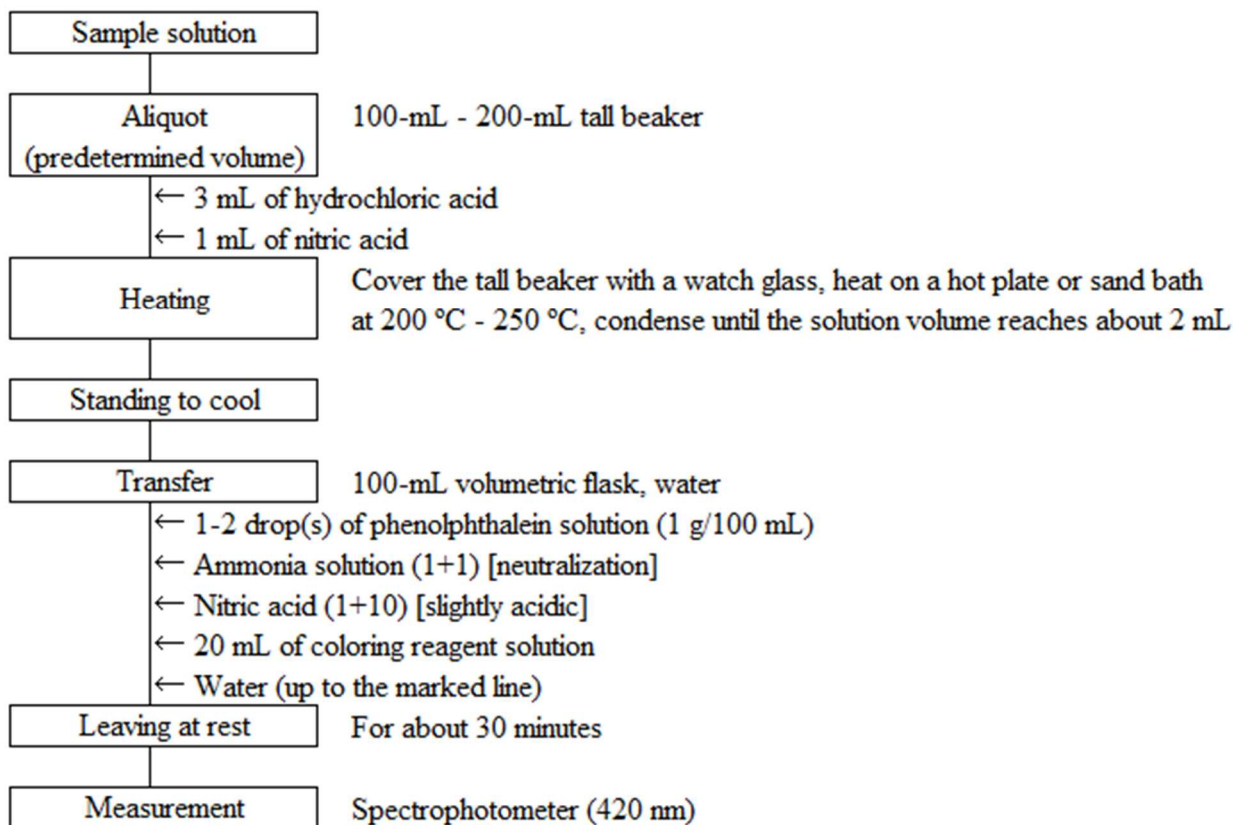 Sample solution
Aliquot
(predetermined volume)
100-mL - 200-mL tall beaker
← 3 mL of hydrochloric acid
← 1 mL of nitric acid
Heating
Cover the tall beaker with a watch glass, heat on a hot plate or sand bath
at 200 ºC - 250 ºC, condense until the solution volume reaches about 2 mL
Standing to cool
Transfer
100-mL volumetric flask, water
← 1-2 drop(s) of phenolphthalein solution (1 g/100 mL)
← Ammonia solution (1+1) [neutralization]
← Nitric acid (1+10) [slightly acidic]
← 20 mL of coloring reagent solution
← Water (up to the marked line)
Leaving at rest
For about 30 minutes
Measurement
Spectrophotometer (420 nm)